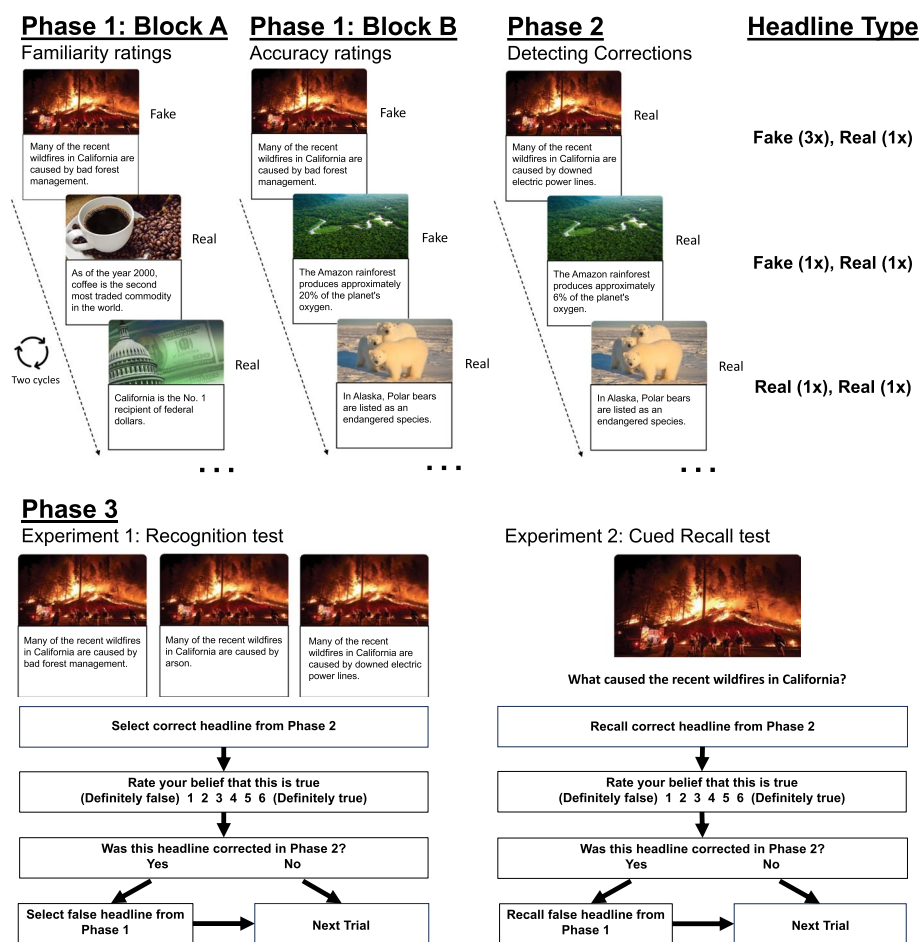 Phase 1: Block A
Familiarity ratings
Fake
Many of the recent
wildfires in California are
caused by bad forest
management.
Real
As of the year 2000,
coffee is the second
most traded commodity
in the world.
Two cycles
Real
California is the No. 1
recipient of federal
dollars.
. . .
Phase 1: Block B
Accuracy ratings
Fake
Many of the recent
wildfires in California are
caused by bad forest
management.
Fake
The Amazon rainforest
produces approximately
20% of the planet's
oxygen.
Real
In Alaska, Polar bears
are listed as an
endangered species.
. . .
Phase 2
Detecting Corrections
Real
Many of the recent
wildfires in California are
caused by downed
electric power lines.
Real
The Amazon rainforest
produces approximately
6% of the planet's
oxygen.
Real
In Alaska, Polar bears
are listed as an
endangered species.
. . .
Headline Type
Fake (3x), Real (1x)
Fake (1x), Real (1x)
Real (1x), Real (1x)
Phase 3
Experiment 1: Recognition test
Many of the recent wildfires
in California are caused by
bad forest management.
Many of the recent wildfires
in California are caused by
arson.
Many of the recent
wildfires in California are
caused by downed electric
power lines.
Select correct headline from Phase 2
Rate your belief that this is true
(Definitely false) 1 2 3 4 5 6 (Definitely true)
Was this headline corrected in Phase 2?
Yes No
Select false headline from
Phase 1
Next Trial
Experiment 2: Cued Recall test
What caused the recent wildfires in California?
Recall correct headline from Phase 2
Rate your belief that this is true
(Definitely false) 1 2 3 4 5 6 (Definitely true)
Was this headline corrected in Phase 2?
Yes No
Recall false headline from
Phase 1
Next Trial